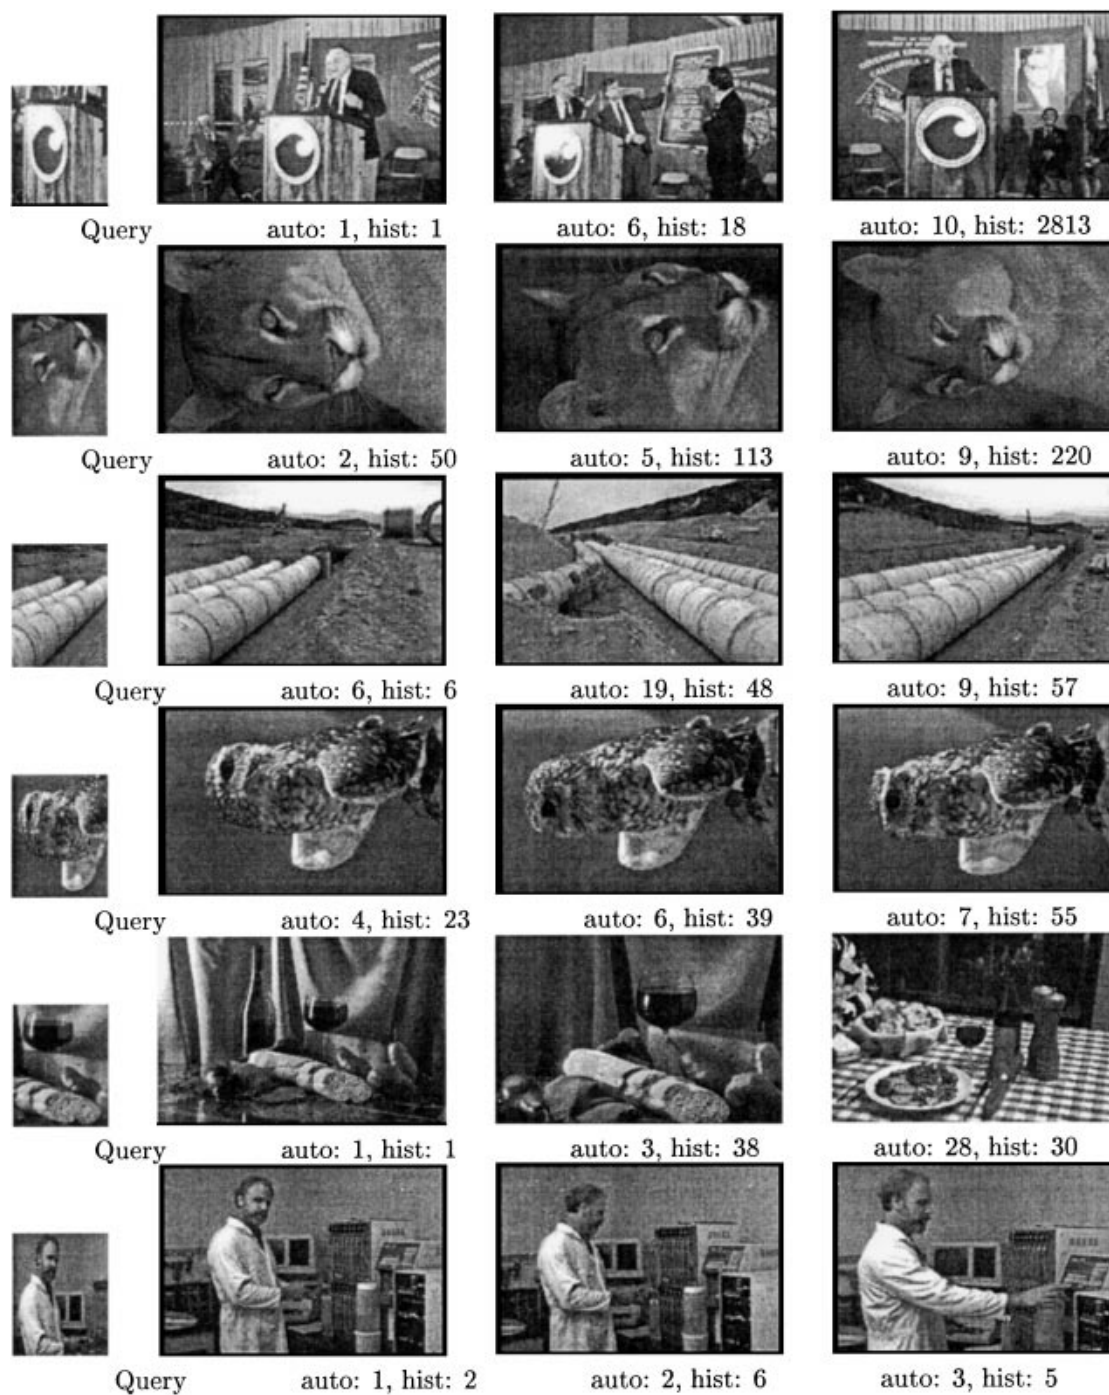 Query auto: 1, hist: 1 auto: 6, hist: 18 auto: 10, hist: 2813
Query auto: 2, hist: 50 auto: 5, hist: 113 auto: 9, hist: 220
Query auto: 6, hist: 6 auto: 19, hist: 48 auto: 9, hist: 57
Query auto: 4, hist: 23 auto: 6, hist: 39 auto: 7, hist: 55
Query auto: 1, hist: 1 auto: 3, hist: 38 auto: 28, hist: 30
Query auto: 1, hist: 2 auto: 2, hist: 6 auto: 3, hist: 5